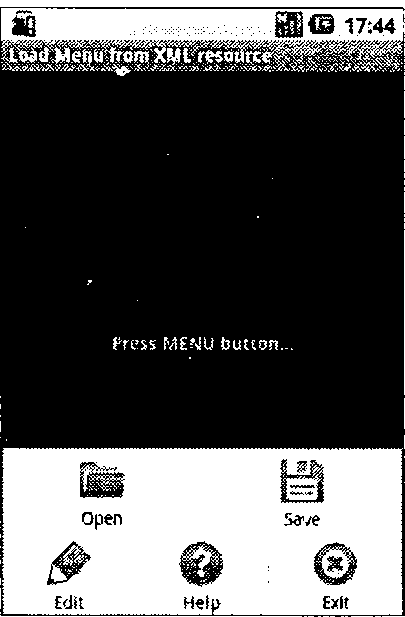 17:44
Load Menu from XML resource
Press MENU button...
Open Save
Edit Help Exit